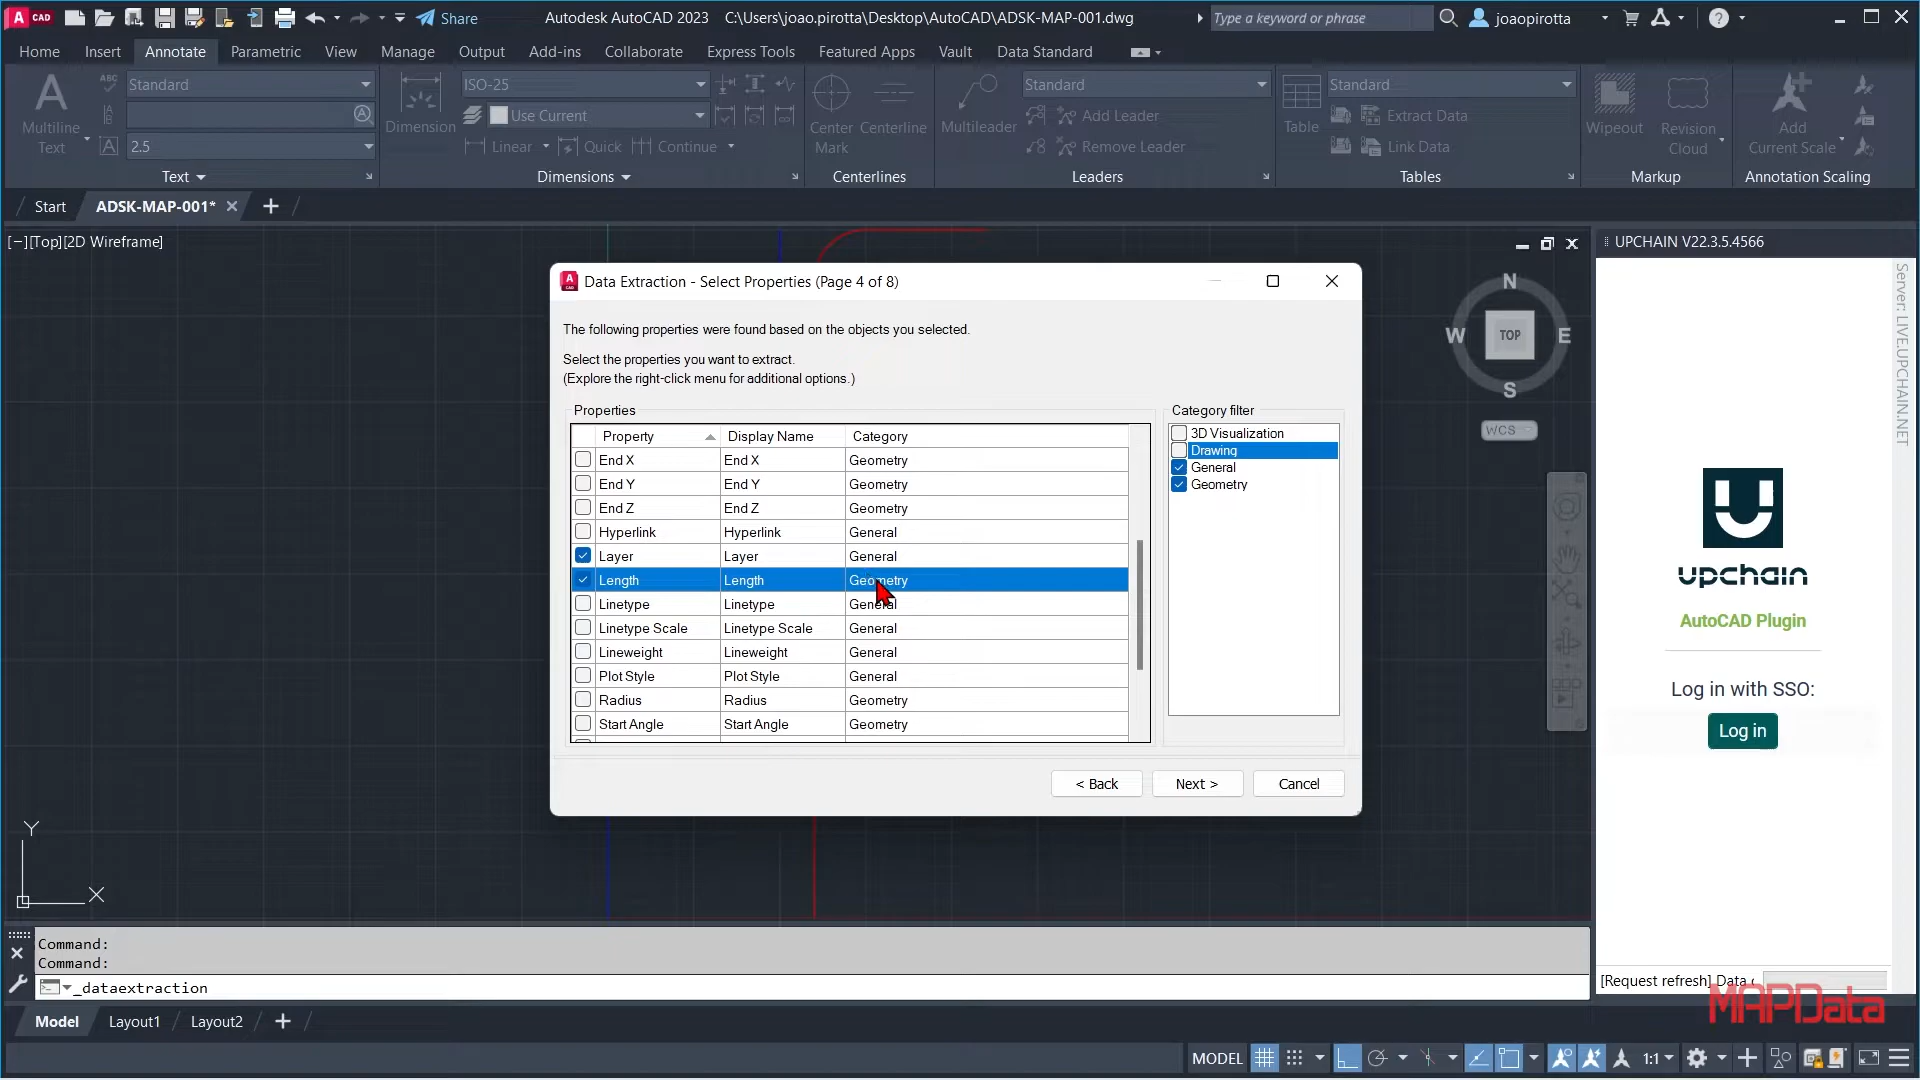 CAD
Share
Autodesk AutoCAD 2023 C:\Users\joao.pirotta\Desktop\AutoCAD\ADSK-MAP-001.dwg
Type a keyword or phrase
joaopirotta
Home Insert Annotate Parametric View Manage Output Add-ins Collaborate Express Tools Featured Apps Vault Data Standard
Multiline Text
Standard
2.5
Text
Dimension
ISO-25
Use Current
Linear Quick Continue
Dimensions
Center Mark
Centerline
Centerlines
Multileader
Standard
Add Leader
Remove Leader
Leaders
Table
Standard
Extract Data
Link Data
Tables
Wipeout
Revision Cloud
Markup
Add Current Scale
Annotation Scaling
Start ADSK-MAP-001*
[−][Top][2D Wireframe]
UPCHAIN V22.3.5.4566
Server: LIVE.UPCHAIN.NET
N
W TOP E
S
WCS
Data Extraction - Select Properties (Page 4 of 8)
The following properties were found based on the objects you selected.
Select the properties you want to extract.
(Explore the right-click menu for additional options.)
Properties
Property Display Name Category
End X End X Geometry
End Y End Y Geometry
End Z End Z Geometry
Hyperlink Hyperlink General
Layer Layer General
Length Length Geometry
Linetype Linetype General
Linetype Scale Linetype Scale General
Lineweight Lineweight General
Plot Style Plot Style General
Radius Radius Geometry
Start Angle Start Angle Geometry
Category filter
3D Visualization
Drawing
General
Geometry
< Back Next > Cancel
upchain
AutoCAD Plugin
Log in with SSO:
Log in
Y
X
Command:
Command:
_dataextraction
[Request refresh] Data
MAPData
Model Layout1 Layout2
MODEL 1:1